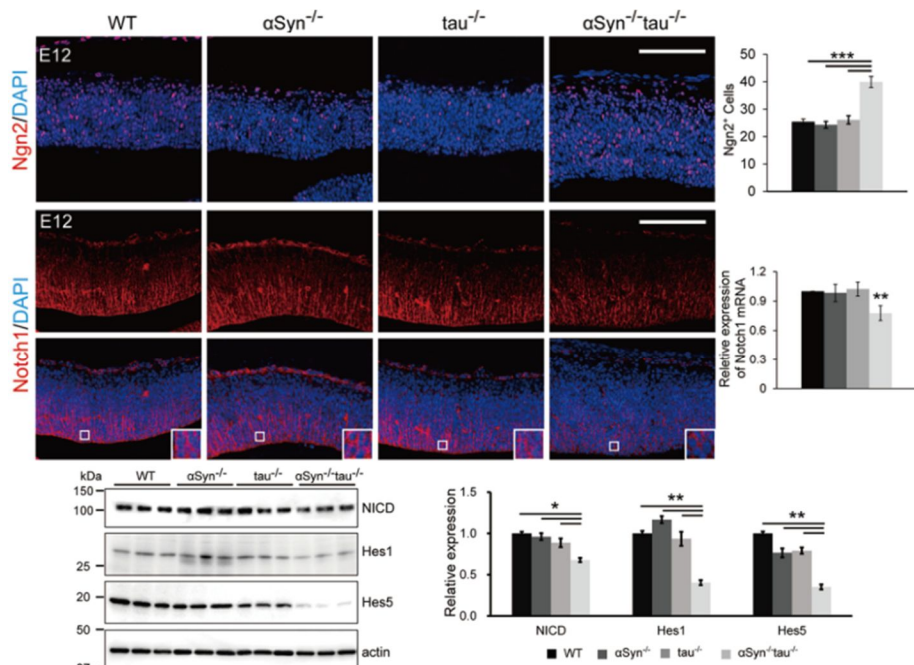 WT αSyn⁻/⁻ tau⁻/⁻ αSyn⁻/⁻tau⁻/⁻
E12
Ngn2/DAPI
***
Ngn2⁺ Cells
50
40
30
20
10
0
E12
Notch1/DAPI
**
Reletive expression
of Notch1 mRNA
1.2
0.9
0.6
0.3
0
kDa WT αSyn⁻/⁻ tau⁻/⁻ αSyn⁻/⁻tau⁻/⁻
150
100
NICD
25
Hes1
20
Hes5
50
actin
Relative expression
1.5
1.0
0.5
0
* ** **
NICD Hes1 Hes5
WT αSyn⁻/⁻ tau⁻/⁻ αSyn⁻/⁻tau⁻/⁻